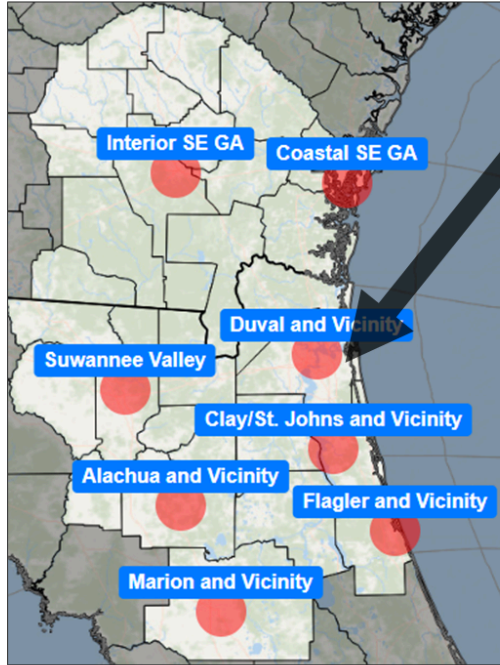 Interior SE GA
Coastal SE GA
Duval and Vicinity
Suwannee Valley
Clay/St. Johns and Vicinity
Alachua and Vicinity
Flagler and Vicinity
Marion and Vicinity